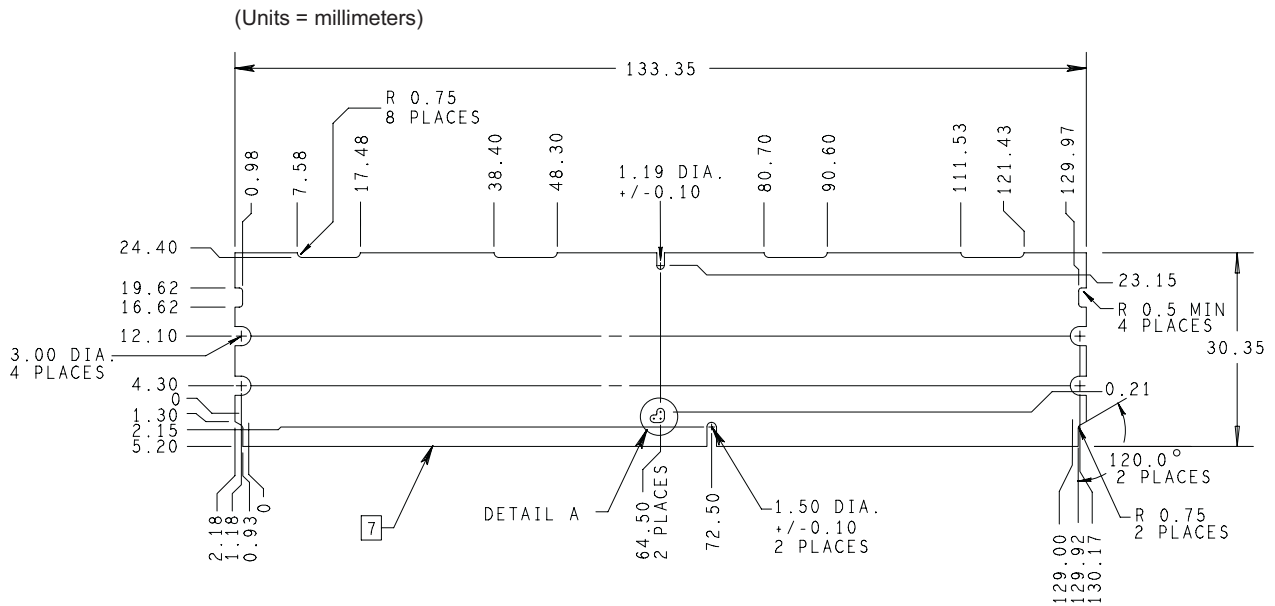 (Units = millimeters)
133.35
R 0.75
8 PLACES
0.98
7.58
17.48
38.40
48.30
1.19 DIA.
+/-0.10
80.70
90.60
111.53
121.43
129.97
24.40
19.62
16.62
12.10
3.00 DIA.
4 PLACES
4.30
0
1.30
2.15
5.20
23.15
R 0.5 MIN
4 PLACES
30.35
0.21
120.0°
2 PLACES
2.18
1.18
0.93
0
7
DETAIL A
64.50
2 PLACES
72.50
1.50 DIA.
+/-0.10
2 PLACES
R 0.75
2 PLACES
129.00
129.92
130.17